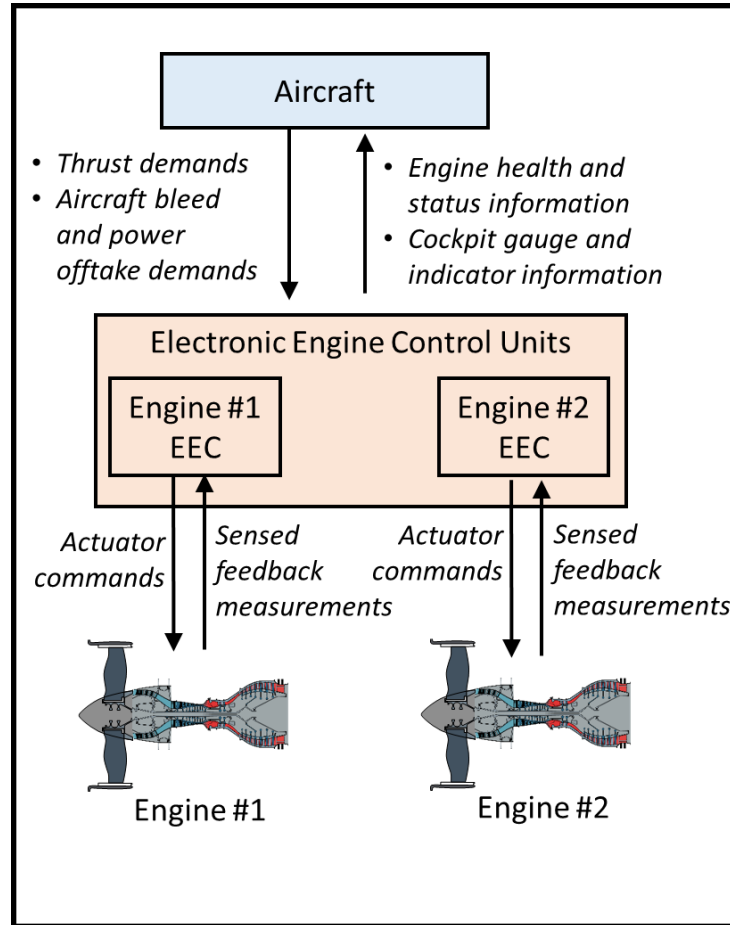 Aircraft
• Thrust demands
• Aircraft bleed
and power
offtake demands
• Engine health and
status information
• Cockpit gauge and
indicator information
Electronic Engine Control Units
Engine #1
EEC
Engine #2
EEC
Actuator
commands
Sensed
feedback
measurements
Actuator
commands
Sensed
feedback
measurements
Engine #1
Engine #2